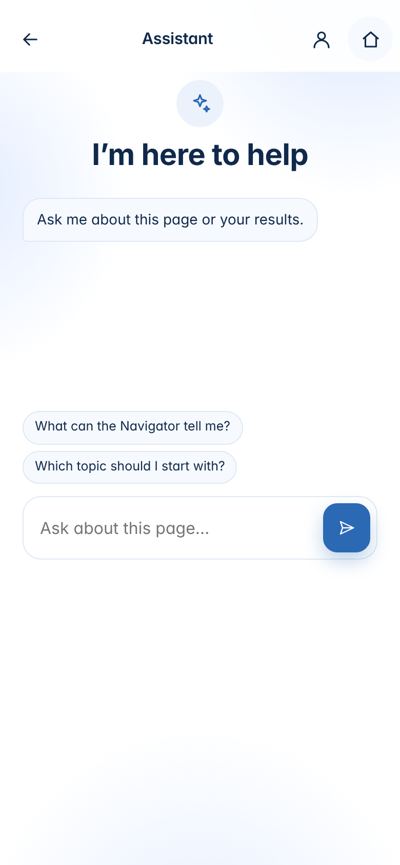 Assistant
I’m here to help
Ask me about this page or your results.
What can the Navigator tell me?
Which topic should I start with?
Ask about this page...